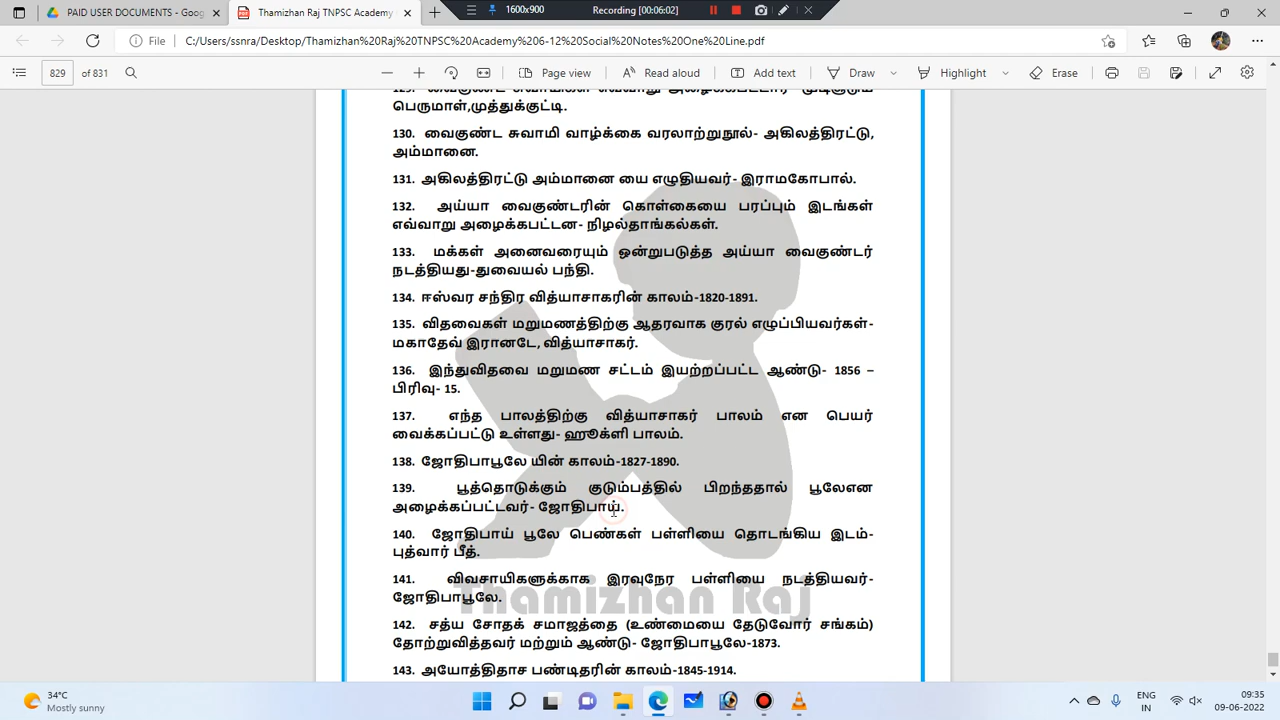 PAID USER DOCUMENTS - Goo
Thamizhan Raj TNPSC Academy
1600x900
Recording [00:06:02]
File
C:/Users/ssnra/Desktop/Thamizhan%20Raj%20TNPSC%20Academy%206-12%20Social%20Notes%20One%20Line.pdf
829 of 831
Page view
Read aloud
Add text
Draw
Highlight
Erase
பெருமாள்,முத்துக்குட்டி.
130. வைகுண்ட சுவாமி வாழ்க்கை வரலாற்றுநூல்- அகிலத்திரட்டு,
அம்மானை.
131. அகிலத்திரட்டு அம்மானை யை எழுதியவர்- இராமகோபால்.
132. அய்யா வைகுண்டரின் கொள்கையை பரப்பும் இடங்கள்
எவ்வாறு அழைக்கபட்டன- நிழல்தாங்கல்கள்.
133. மக்கள் அனைவரையும் ஒன்றுபடுத்த அய்யா வைகுண்டர்
நடத்தியது-துவையல் பந்தி.
134. ஈஸ்வர சந்திர வித்யாசாகரின் காலம்-1820-1891.
135. விதவைகள் மறுமணத்திற்கு ஆதரவாக குரல் எழுப்பியவர்கள்-
மகாதேவ் இரானடே, வித்யாசகர்.
136. இந்துவிதவை மறுமண சட்டம் இயற்றப்பட்ட ஆண்டு- 1856 –
பிரிவு- 15.
137. எந்த பாலத்திற்கு வித்யாசாகர் பாலம் என பெயர்
வைக்கப்பட்டு உள்ளது- ஹூக்ளி பாலம்.
138. ஜோதிபாபூலே யின் காலம்-1827-1890.
139. பூத்தொடுக்கும் குடும்பத்தில் பிறந்ததால் பூலேஎன
அழைக்கப்பட்டவர்- ஜோதிபாய்.
140. ஜோதிபாய் பூலே பெண்கள் பள்ளியை தொடங்கிய இடம்-
புத்வார் பீத்.
141. விவசாயிகளுக்காக இரவுநேர பள்ளியை நடத்தியவர்-
ஜோதிபாபூலே.
142. சத்ய சோதக் சமாஜத்தை (உண்மையை தேடுவோர் சங்கம்)
தோற்றுவித்தவர் மற்றும் ஆண்டு- ஜோதிபாபூலே-1873.
143. அயோத்திதாச பண்டிதரின் காலம்-1845-1914.
Thamizhan Raj
34°C
Mostly sunny
ENG
IN
09:35
09-06-2022